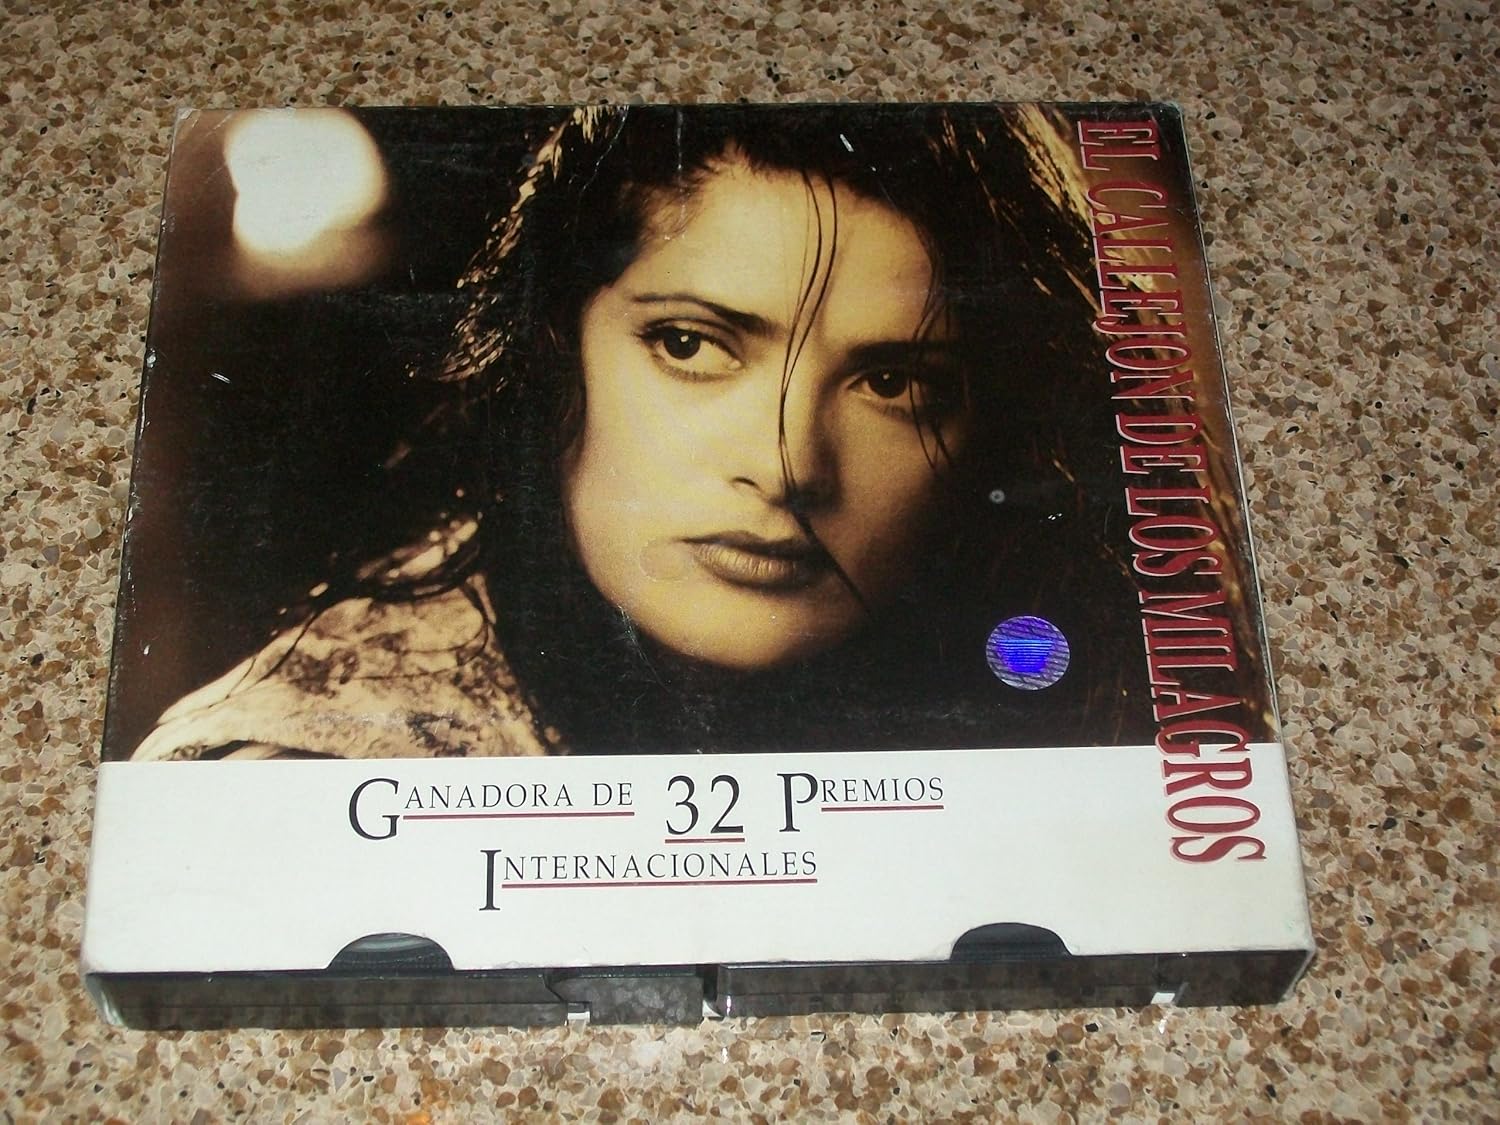 EL CALLEJON DE LOS MILAGROS
GANADORA DE 32 PREMIOS
INTERNACIONALES